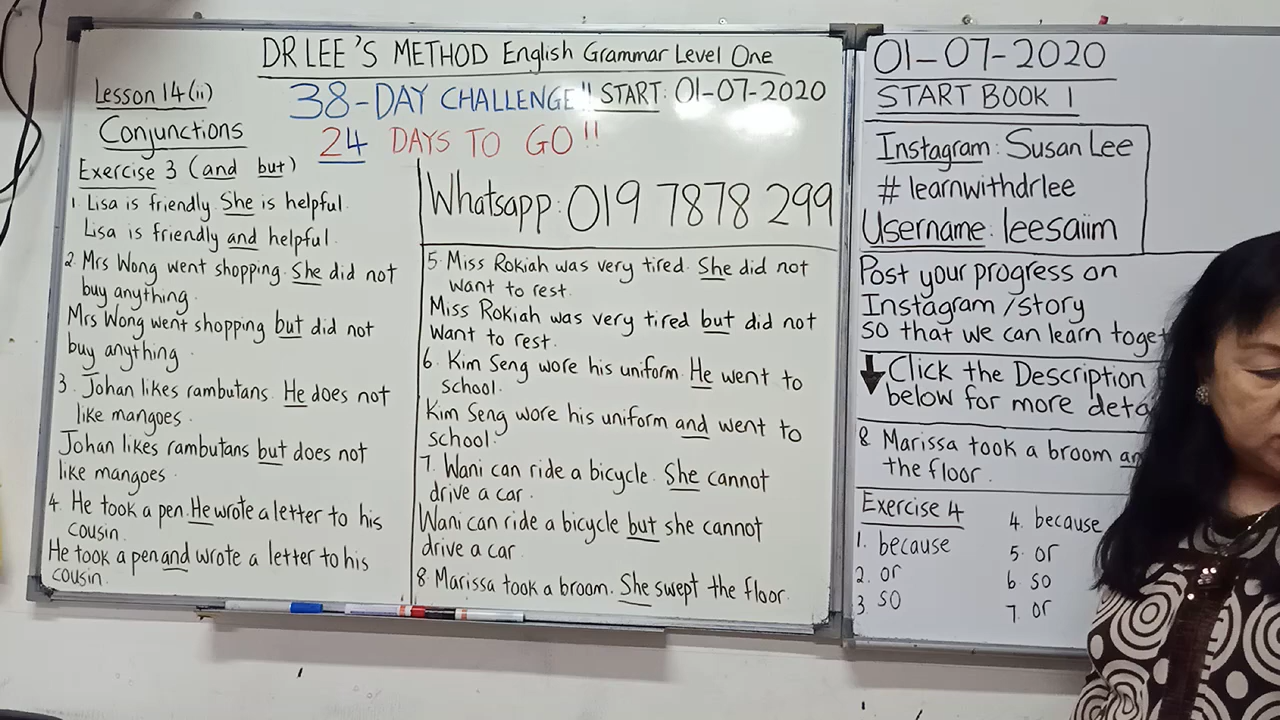 DR LEE'S METHOD English Grammar Level One
Lesson 14(ii)
38-DAY CHALLENGE!! START: 01-07-2020
Conjunctions
24 DAYS TO GO!!
Exercise 3 (and but)
1. Lisa is friendly. She is helpful.
Lisa is friendly and helpful.
2. Mrs Wong went shopping. She did not
buy anything.
Mrs Wong went shopping but did not
buy anything.
3. Johan likes rambutans. He does not
like mangoes.
Johan likes rambutans but does not
like mangoes.
4. He took a pen. He wrote a letter to his
cousin.
He took a pen and wrote a letter to his
cousin.
Whatsapp: 019 7878 299
5. Miss Rokiah was very tired. She did not
want to rest.
Miss Rokiah was very tired but did not
want to rest.
6. Kim Seng wore his uniform. He went to
school.
Kim Seng wore his uniform and went to
school.
7. Wani can ride a bicycle. She cannot
drive a car.
Wani can ride a bicycle but she cannot
drive a car.
8. Marissa took a broom. She swept the floor.
01-07-2020
START BOOK 1
Instagram: Susan Lee
# learnwithdrlee
Username: leesaiim
Post your progress on
Instagram/story
so that we can learn toget
Click the Description
below for more deta
8. Marissa took a broom an
the floor.
Exercise 4
1. because
2. or
3. so
4. because
5. or
6. so
7. or